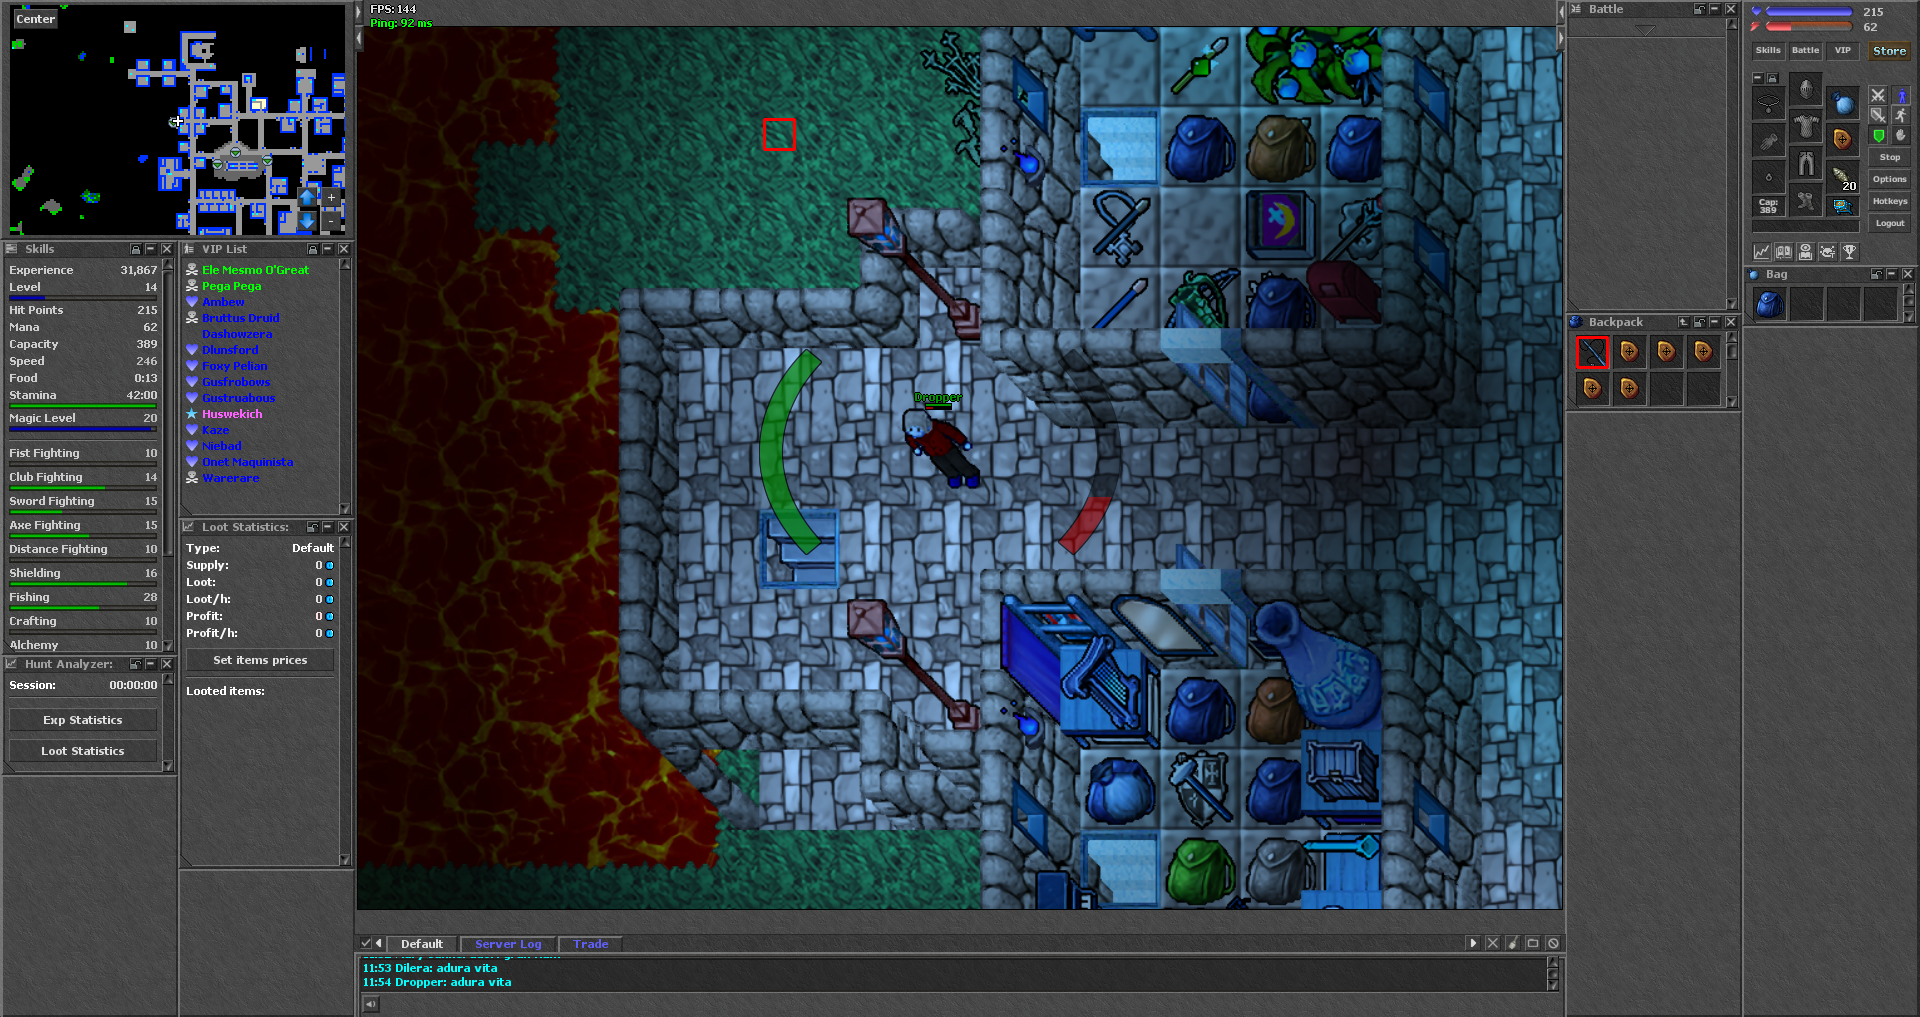 Center
FPS: 144
Ping: 92 ms
Skills
Experience 31,867
Level 14
Hit Points 215
Mana 62
Capacity 389
Speed 246
Food 0:13
Stamina 42:00
Magic Level 20
Fist Fighting 10
Club Fighting 14
Sword Fighting 15
Axe Fighting 15
Distance Fighting 10
Shielding 16
Fishing 28
Crafting 10
Alchemy 10
Hunt Analyzer:
Session: 00:00:00
Exp Statistics
Loot Statistics
VIP List
Ele Mesmo O'Great
Pega Pega
Ambew
Bruttus Druid
Dashowzera
Dlunsford
Foxy Pelian
Gusfrobows
Gustruabous
Huswekich
Kaze
Niebad
Onet Maquinista
Warerare
Loot Statistics:
Type: Default
Supply: 0
Loot: 0
Loot/h: 0
Profit: 0
Profit/h: 0
Set items prices
Looted items:
Dropper
Default
Server Log
Trade
11:53 Dilera: adura vita
11:54 Dropper: adura vita
Battle
Backpack
215
62
Skills
Battle
VIP
Store
20
Cap:
389
Stop
Options
Hotkeys
Logout
Bag